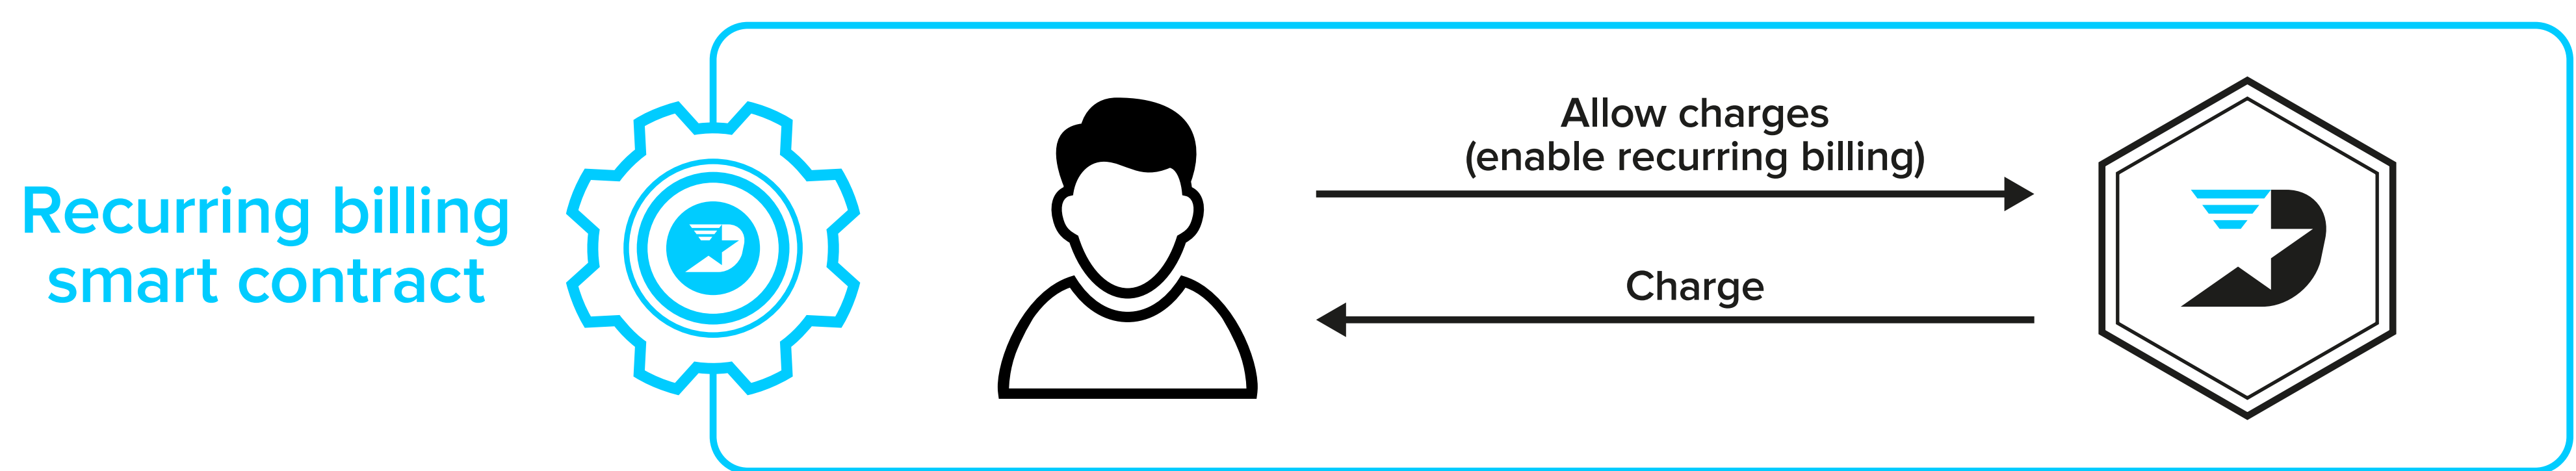 Recurring billing
smart contract
Allow charges
(enable recurring billing)
Charge